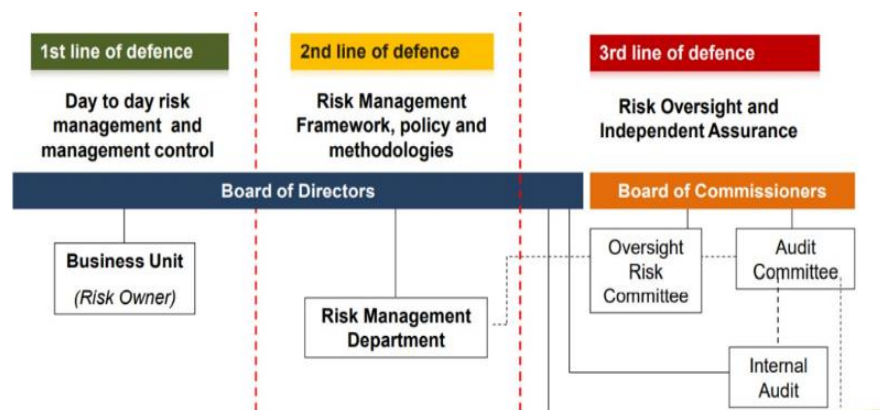 1st line of defence
2nd line of defence
3rd line of defence
Day to day risk
management and
management control
Risk Management
Framework, policy and
methodologies
Risk Oversight and
Independent Assurance
Board of Directors
Board of Commissioners
Business Unit
(Risk Owner)
Risk Management
Department
Oversight
Risk
Committee
Audit
Committee
Internal
Audit